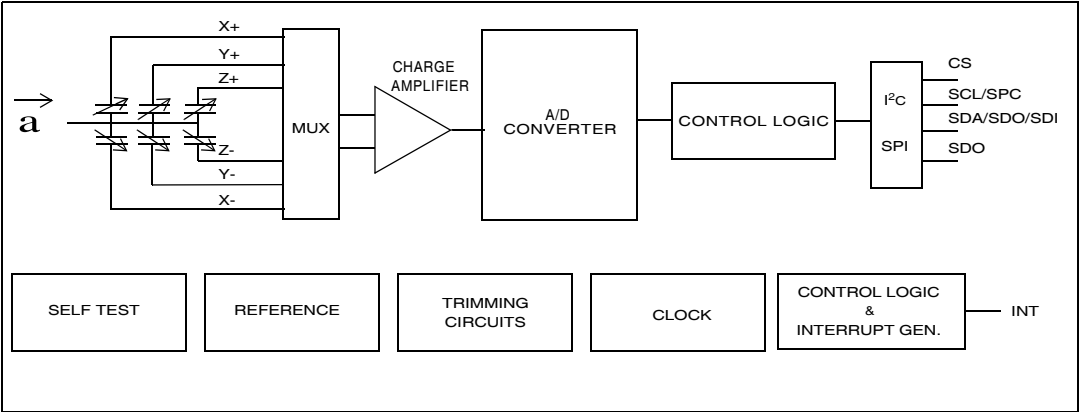 X+
Y+
Z+
a
Z-
Y-
X-
MUX
CHARGE
AMPLIFIER
A/D
CONVERTER
CONTROL LOGIC
I²C
SPI
CS
SCL/SPC
SDA/SDO/SDI
SDO
SELF TEST
REFERENCE
TRIMMING
CIRCUITS
CLOCK
CONTROL LOGIC
&
INTERRUPT GEN.
INT